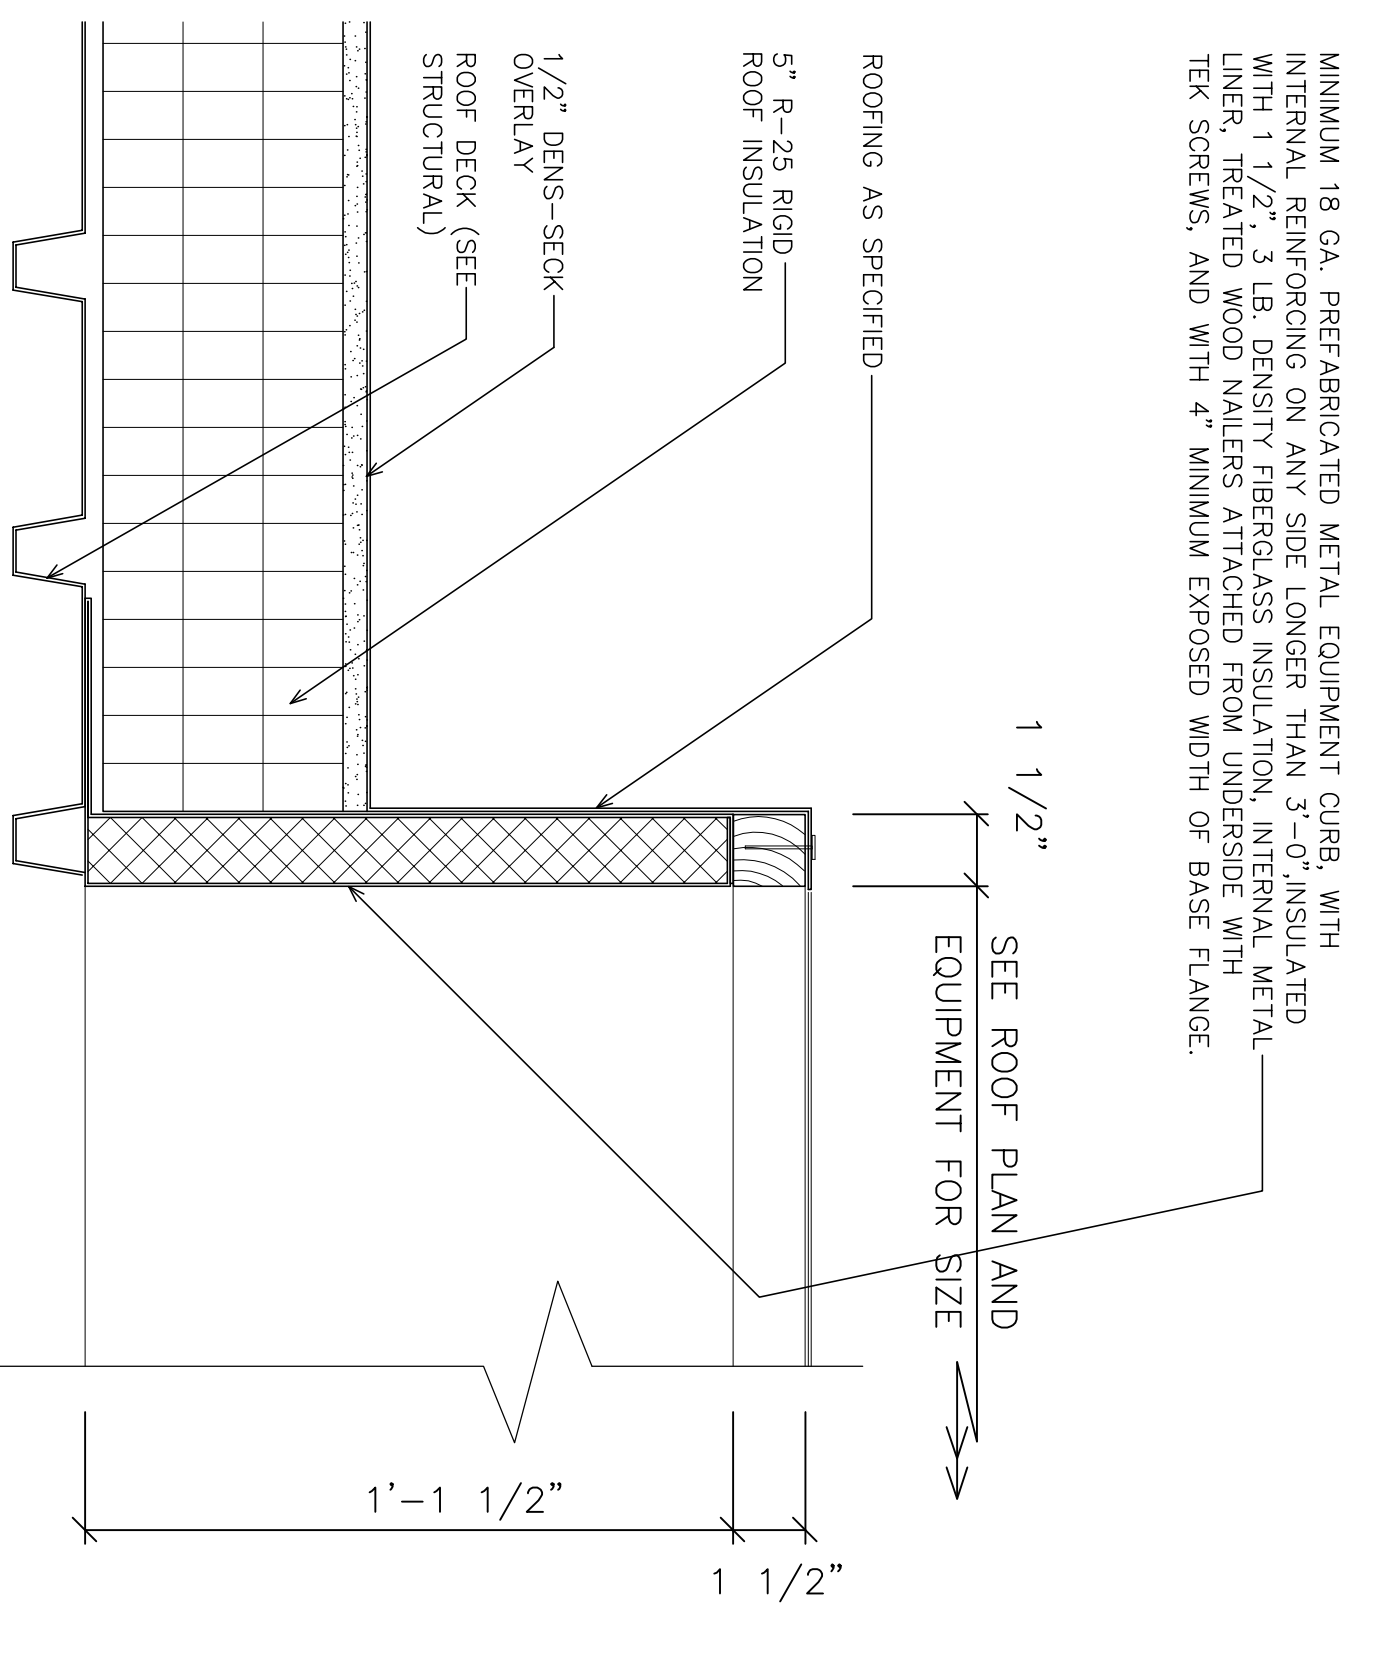 MINIMUM 18 GA. PREFABRICATED METAL EQUIPMENT CURB, WITH
INTERNAL REINFORCING ON ANY SIDE LONGER THAN 3'-0",INSULATED
WITH 1 1/2", 3 LB. DENSITY FIBERGLASS INSULATION, INTERNAL METAL
LINER, TREATED WOOD NAILERS ATTACHED FROM UNDERSIDE WITH
TEK SCREWS, AND WITH 4" MINIMUM EXPOSED WIDTH OF BASE FLANGE.
1 1/2"
SEE ROOF PLAN AND
EQUIPMENT FOR SIZE
ROOFING AS SPECIFIED
5" R-25 RIGID
ROOF INSULATION
1/2" DENS-SECK
OVERLAY
ROOF DECK (SEE
STRUCTURAL)
1'-1 1/2"
1 1/2"